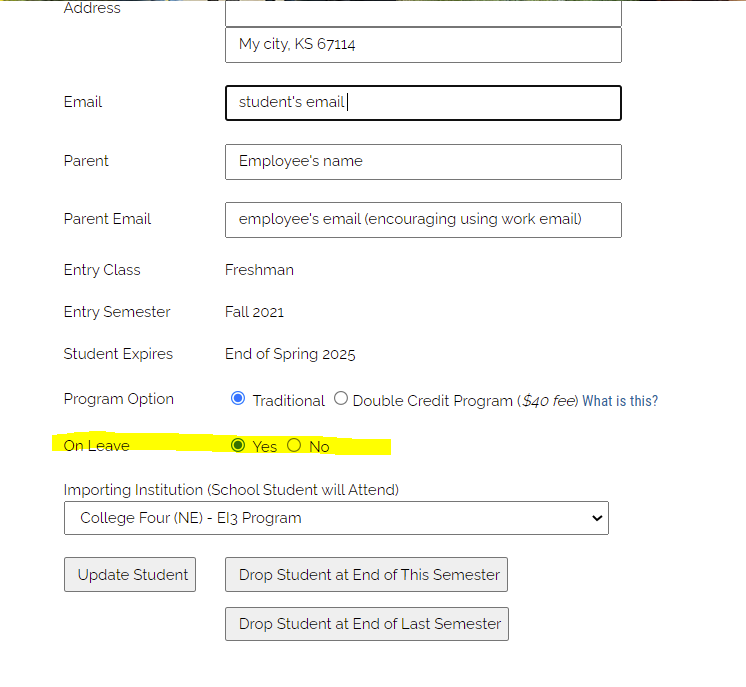 Address
My city, KS 67114
Email student's email
Parent Employee's name
Parent Email employee's email (encouraging using work email)
Entry Class Freshman
Entry Semester Fall 2021
Student Expires End of Spring 2025
Program Option Traditional Double Credit Program ($40 fee) What is this?
On Leave Yes No
Importing Institution (School Student will Attend)
College Four (NE) - EI3 Program
Update Student Drop Student at End of This Semester
Drop Student at End of Last Semester